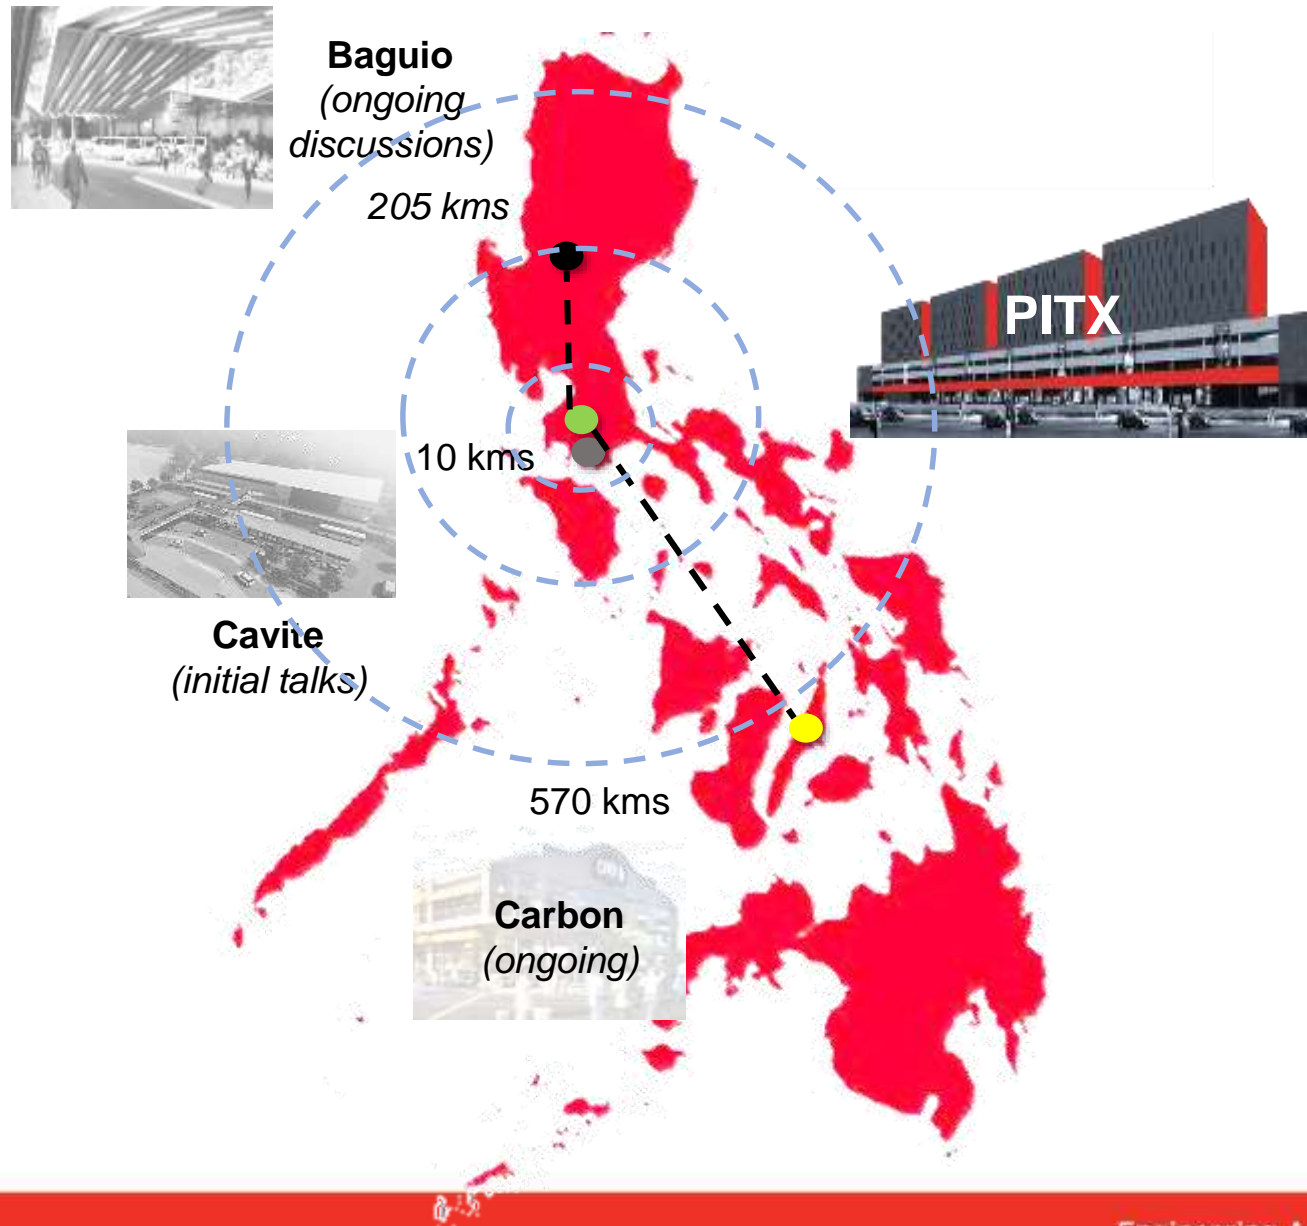 Baguio
(ongoing
discussions)
205 kms
PITX
10 kms
Cavite
(initial talks)
570 kms
Carbon
(ongoing)